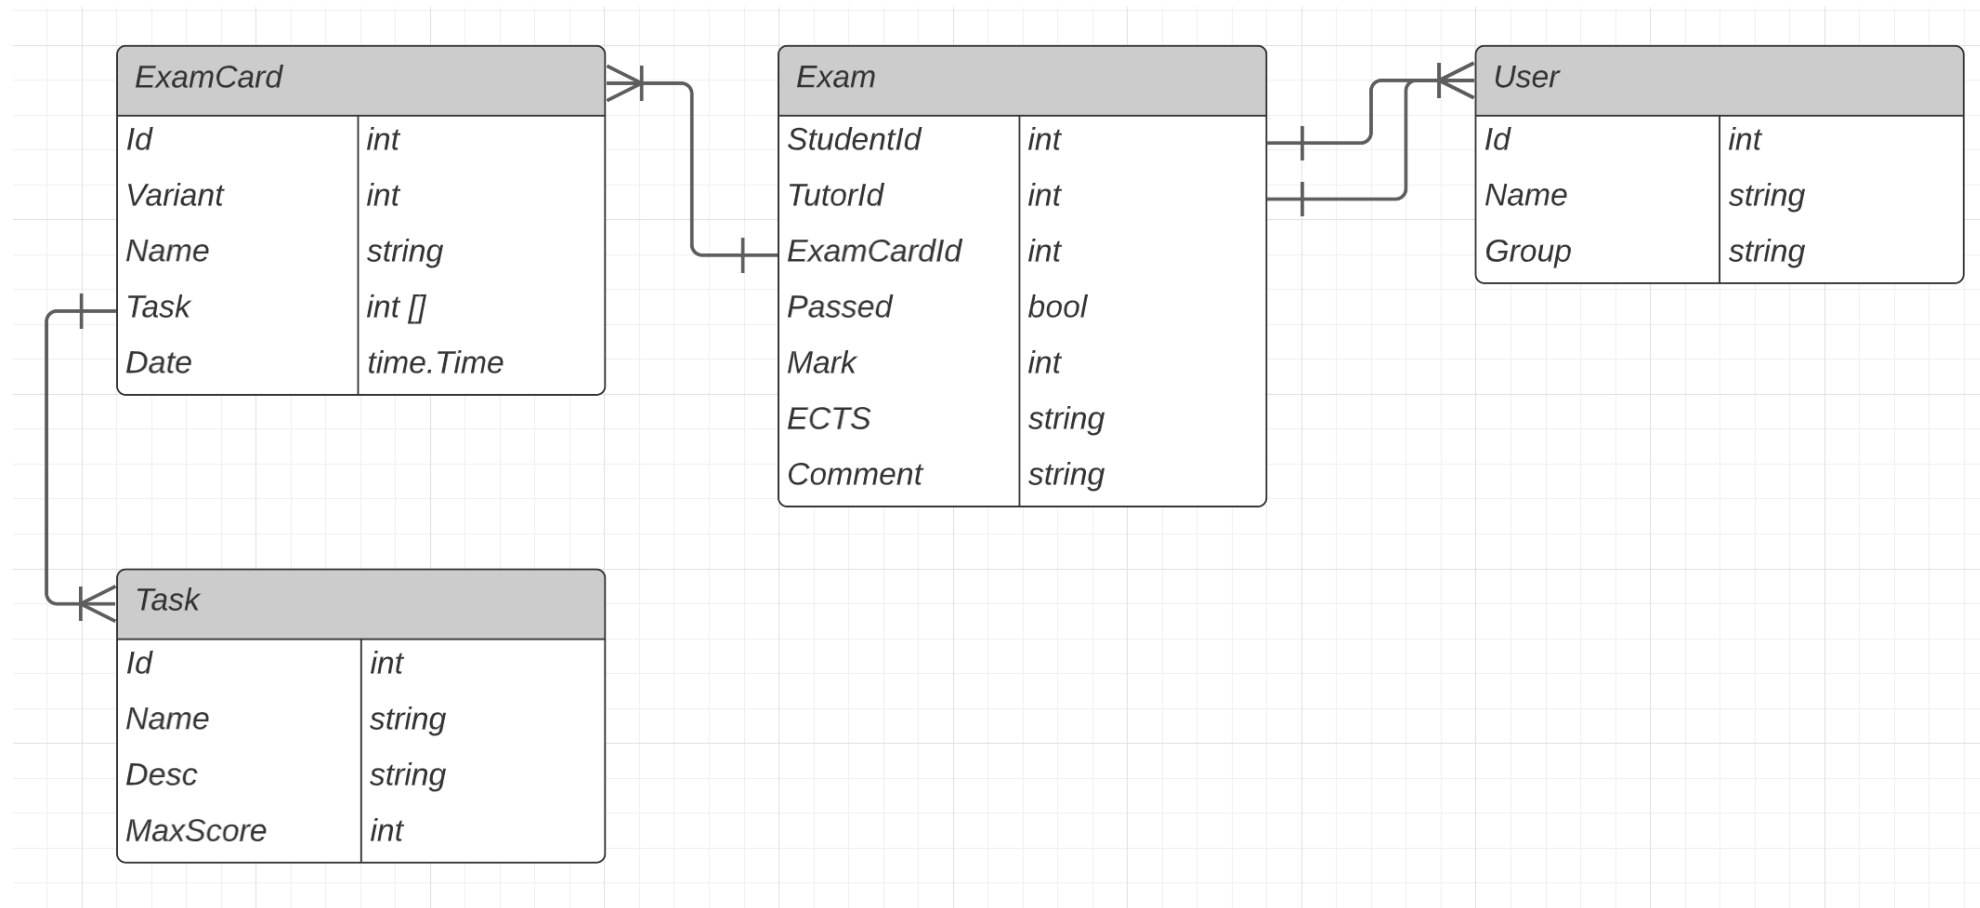 ExamCard
Id int
Variant int
Name string
Task int []
Date time.Time
Exam
StudentId int
TutorId int
ExamCardId int
Passed bool
Mark int
ECTS string
Comment string
User
Id int
Name string
Group string
Task
Id int
Name string
Desc string
MaxScore int